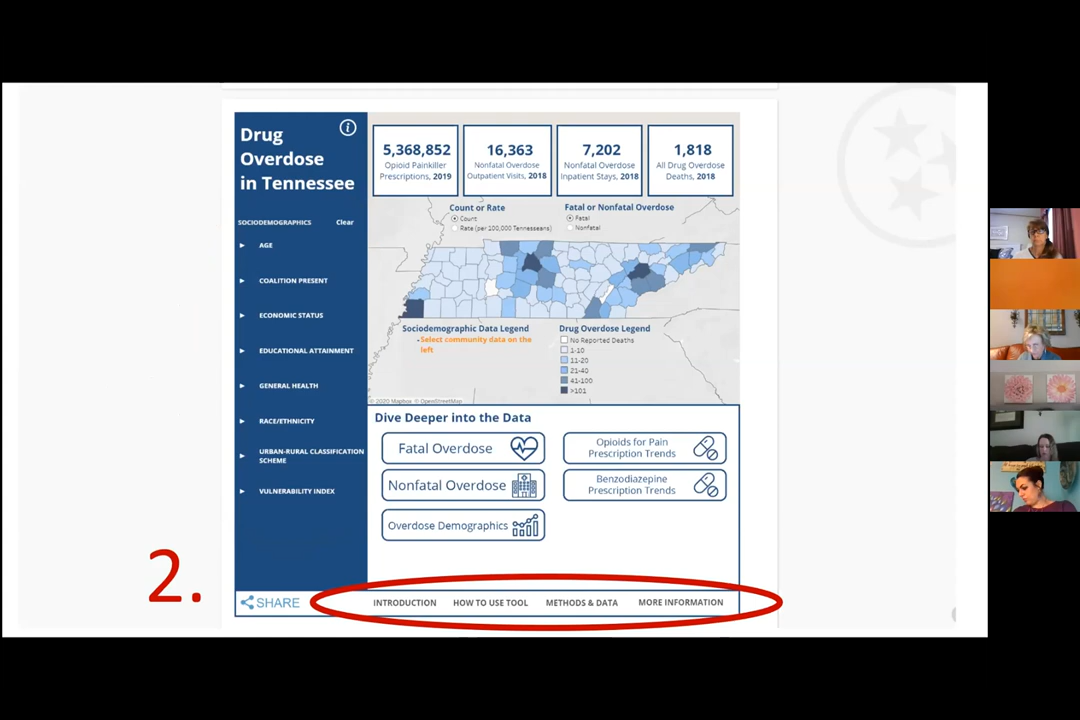 Drug
Overdose
in Tennessee
i
5,368,852
Opioid Painkiller
Prescriptions, 2019
16,363
Nonfatal Overdose
Outpatient Visits, 2018
7,202
Nonfatal Overdose
Inpatient Stays, 2018
1,818
All Drug Overdose
Deaths, 2018
SOCIODEMOGRAPHICS Clear
AGE
COALITION PRESENT
ECONOMIC STATUS
EDUCATIONAL ATTAINMENT
GENERAL HEALTH
RACE/ETHNICITY
URBAN-RURAL CLASSIFICATION
SCHEME
VULNERABILITY INDEX
Count or Rate
Count
Rate (per 100,000 Tennesseans)
Fatal or Nonfatal Overdose
Fatal
Nonfatal
Sociodemographic Data Legend
-Select community data on the
left
Drug Overdose Legend
No Reported Deaths
1-10
11-20
21-40
41-100
>101
© 2020 Mapbox © OpenStreetMap
Dive Deeper into the Data
Fatal Overdose
Nonfatal Overdose
Overdose Demographics
Opioids for Pain
Prescription Trends
Benzodiazepine
Prescription Trends
2.
SHARE
INTRODUCTION HOW TO USE TOOL METHODS & DATA MORE INFORMATION